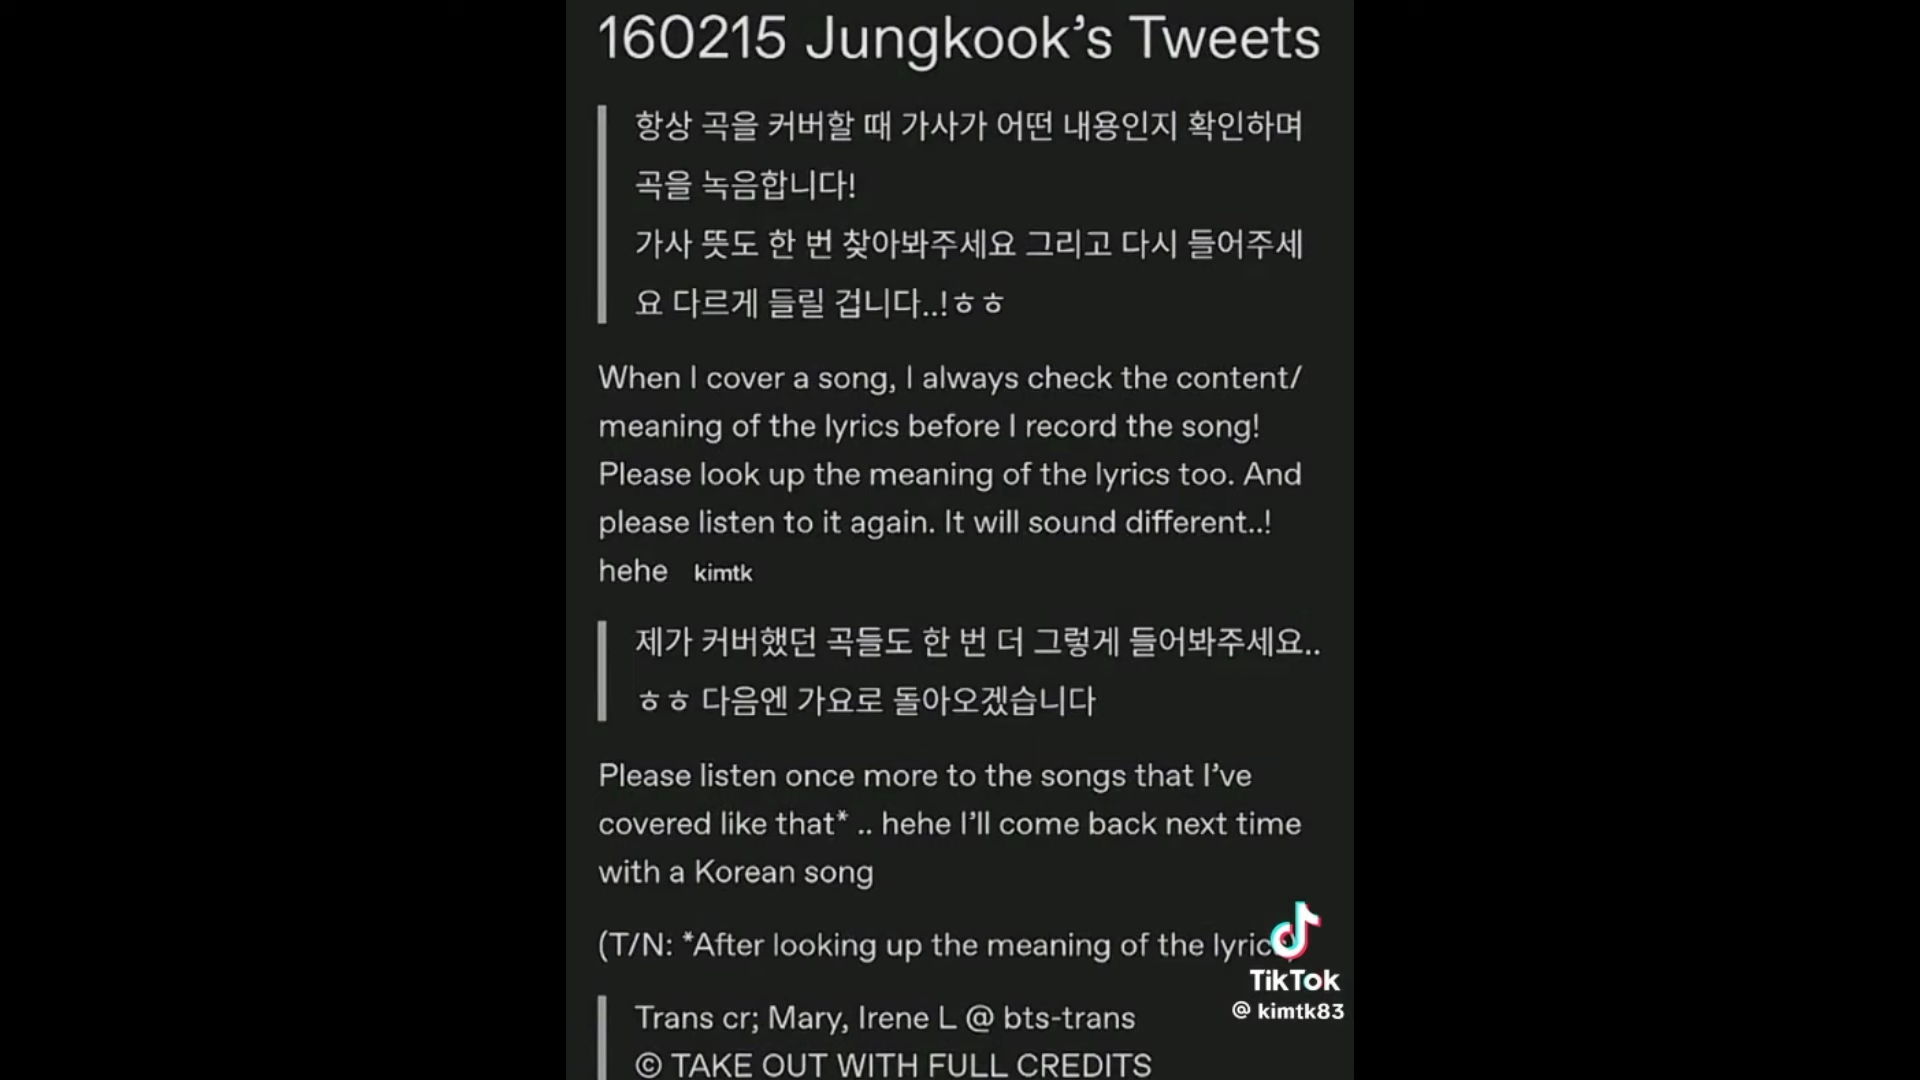 160215 Jungkook’s Tweets
항상 곡을 커버할 때 가사가 어떤 내용인지 확인하며
곡을 녹음합니다!
가사 뜻도 한 번 찾아봐주세요 그리고 다시 들어주세
요 다르게 들릴 겁니다..!ㅎㅎ
When I cover a song, I always check the content/
meaning of the lyrics before I record the song!
Please look up the meaning of the lyrics too. And
please listen to it again. It will sound different..!
hehe kimtk
제가 커버했던 곡들도 한 번 더 그렇게 들어봐주세요..
ㅎㅎ 다음엔 가요로 돌아오겠습니다
Please listen once more to the songs that I’ve
covered like that* .. hehe I’ll come back next time
with a Korean song
(T/N: *After looking up the meaning of the lyrics)
TikTok
@ kimtk83
Trans cr; Mary, Irene L @ bts-trans
© TAKE OUT WITH FULL CREDITS